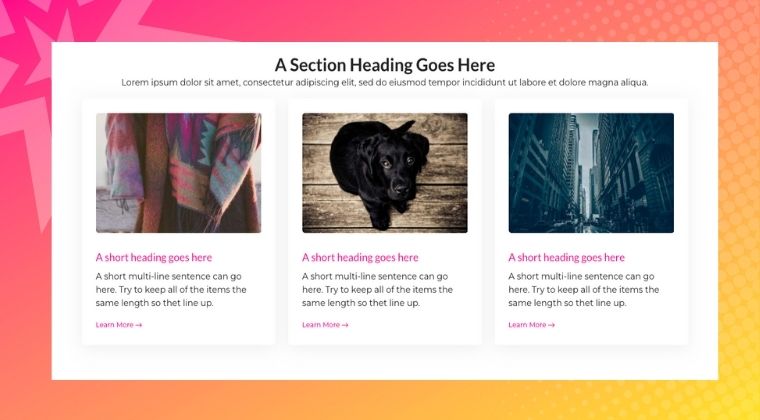 A Section Heading Goes Here
Lorem ipsum dolor sit amet, consectetur adipiscing elit, sed do eiusmod tempor incididunt ut labore et dolore magna aliqua.
A short heading goes here
A short multi-line sentence can go
here. Try to keep all of the items the
same length so thet line up.
Learn More →
A short heading goes here
A short multi-line sentence can go
here. Try to keep all of the items the
same length so thet line up.
Learn More →
A short heading goes here
A short multi-line sentence can go
here. Try to keep all of the items the
same length so thet line up.
Learn More →